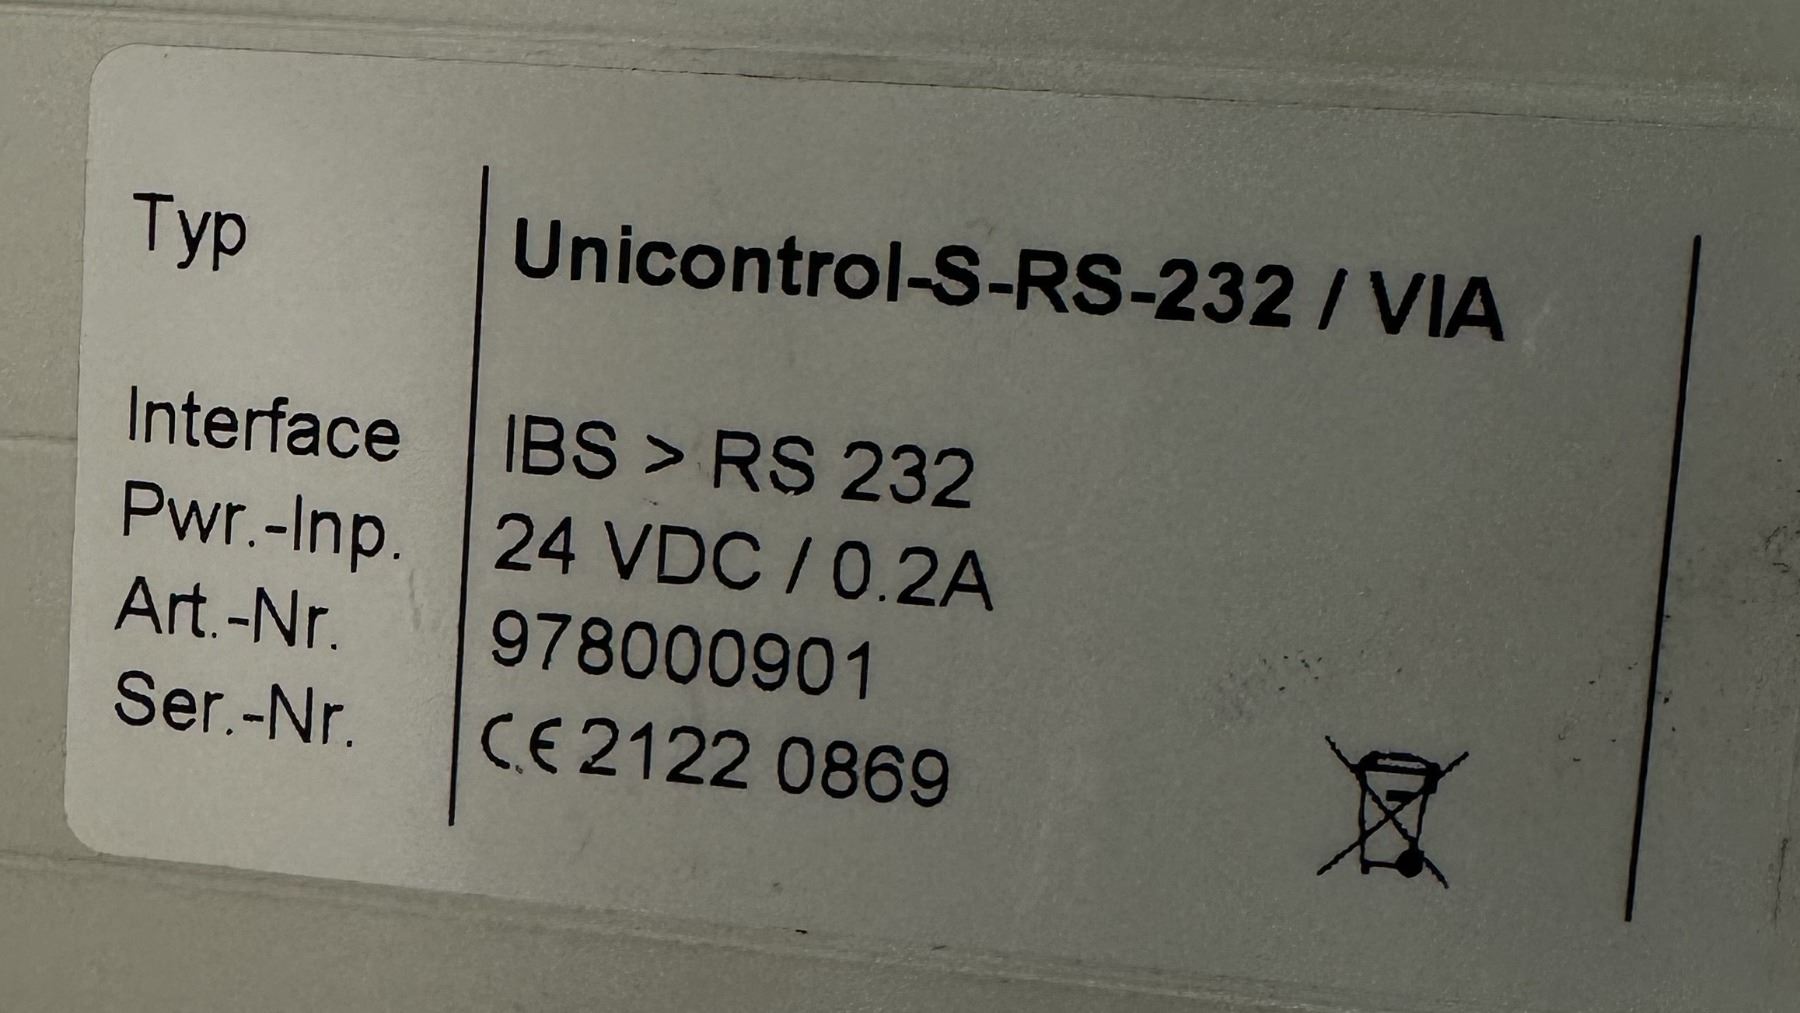 Typ Unicontrol-S-RS-232 / VIA
Interface IBS > RS 232
Pwr.-Inp. 24 VDC / 0.2A
Art.-Nr. 978000901
Ser.-Nr. CE 2122 0869